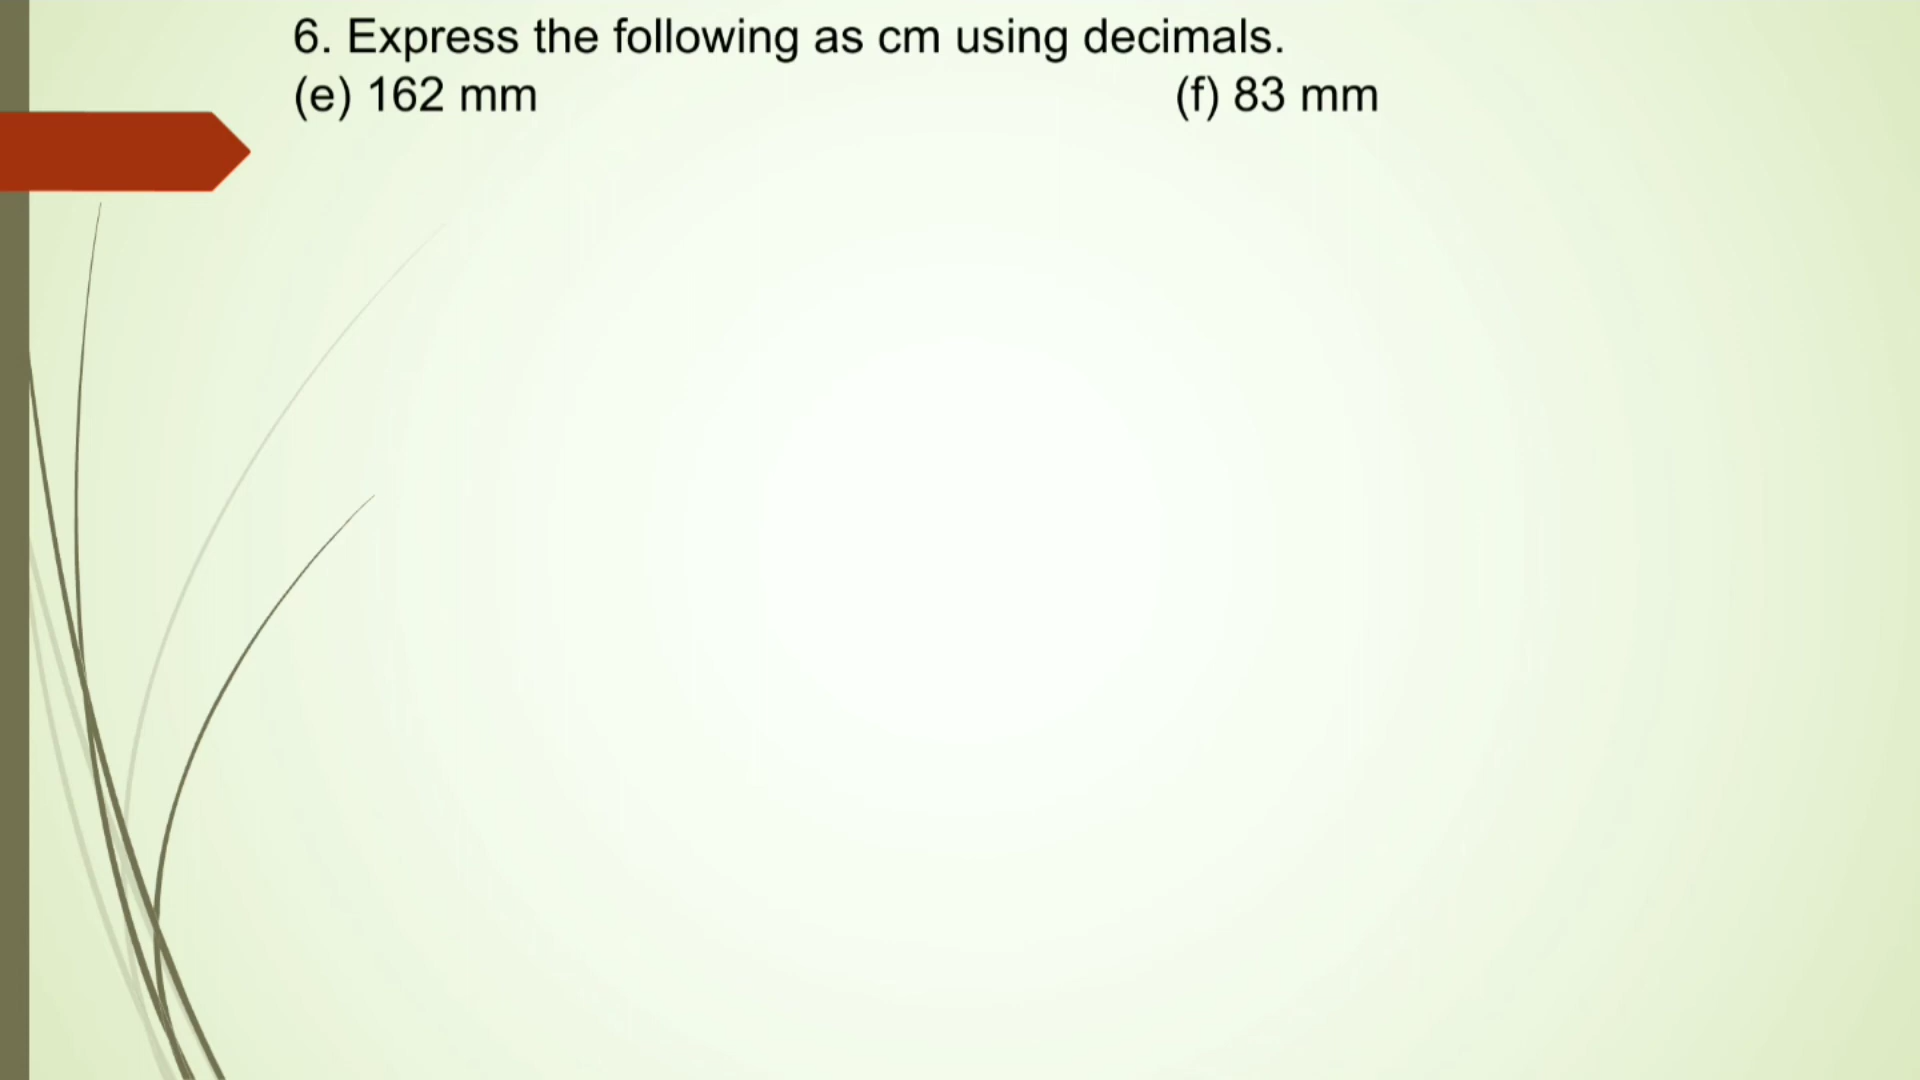 6. Express the following as cm using decimals.
(e) 162 mm (f) 83 mm